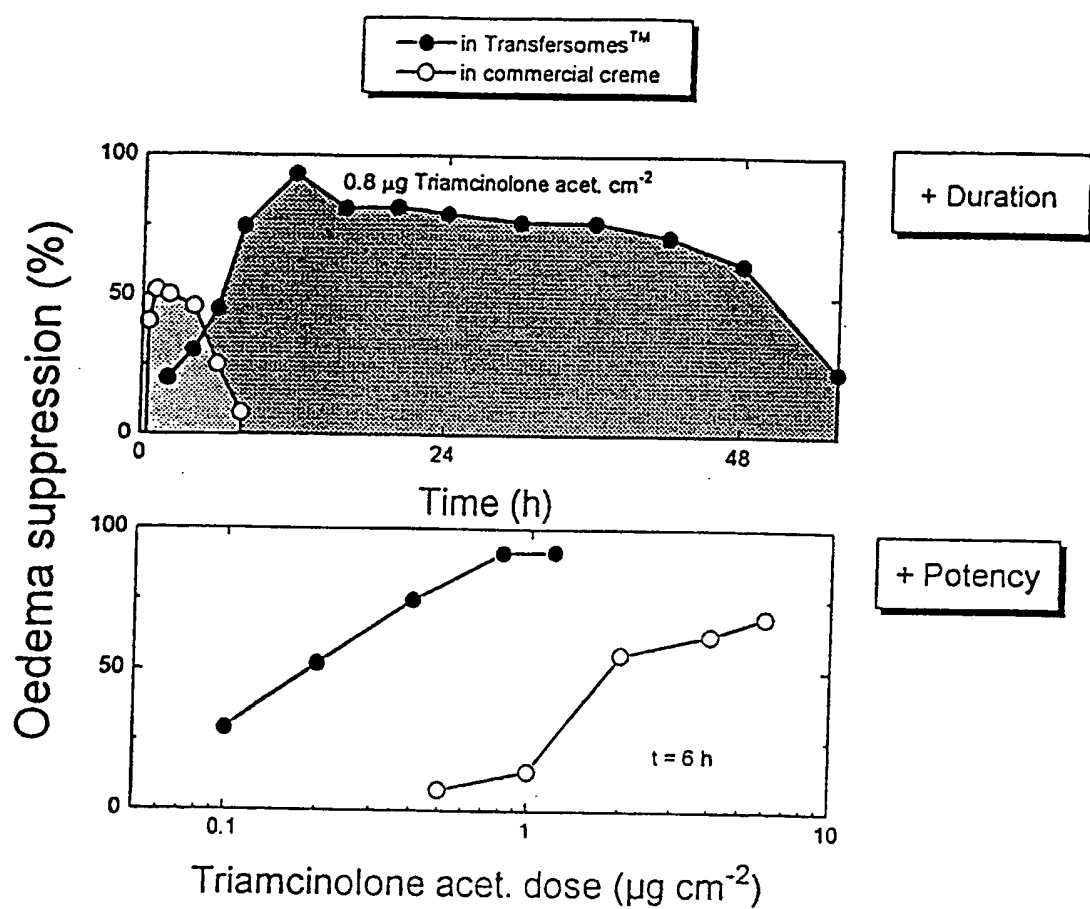 in Transfersomes™
in commercial creme
100
0.8 µg Triamcinolone acet. cm⁻²
+ Duration
50
0
0
24
48
Time (h)
Oedema suppression (%)
100
+ Potency
50
t = 6 h
0
0.1
1
10
Triamcinolone acet. dose (µg cm⁻²)